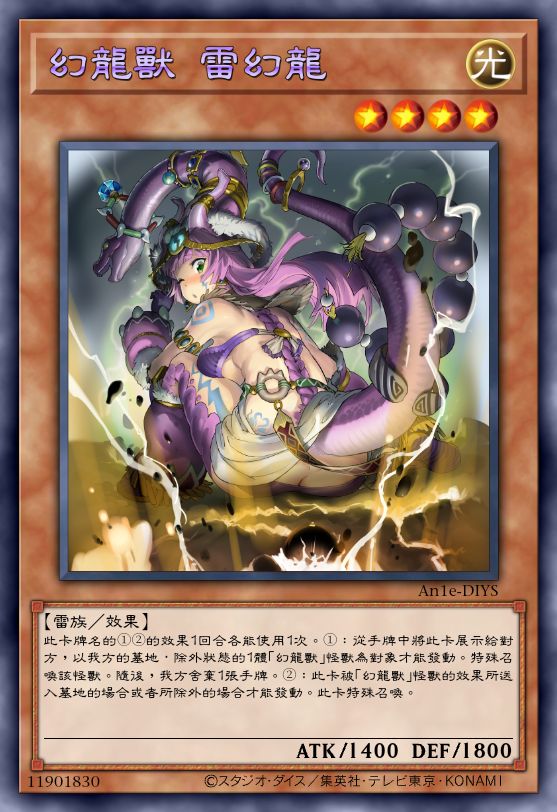 幻龍獸 雷幻龍
光
An1e-DIYS
【雷族／效果】
此卡牌名的①②的效果1回合各能使用1次。①：從手牌中將此卡展示給對
方，以我方的墓地·除外狀態的1體「幻龍獸」怪獸為對象才能發動。特殊召
喚該怪獸。隨後，我方舍棄1張手牌。②：此卡被「幻龍獸」怪獸的效果所送
入墓地的場合或者所除外的場合才能發動。此卡特殊召喚。
ATK/1400 DEF/1800
11901830 ©スタジオ・ダイス／集英社・テレビ東京・KONAMI